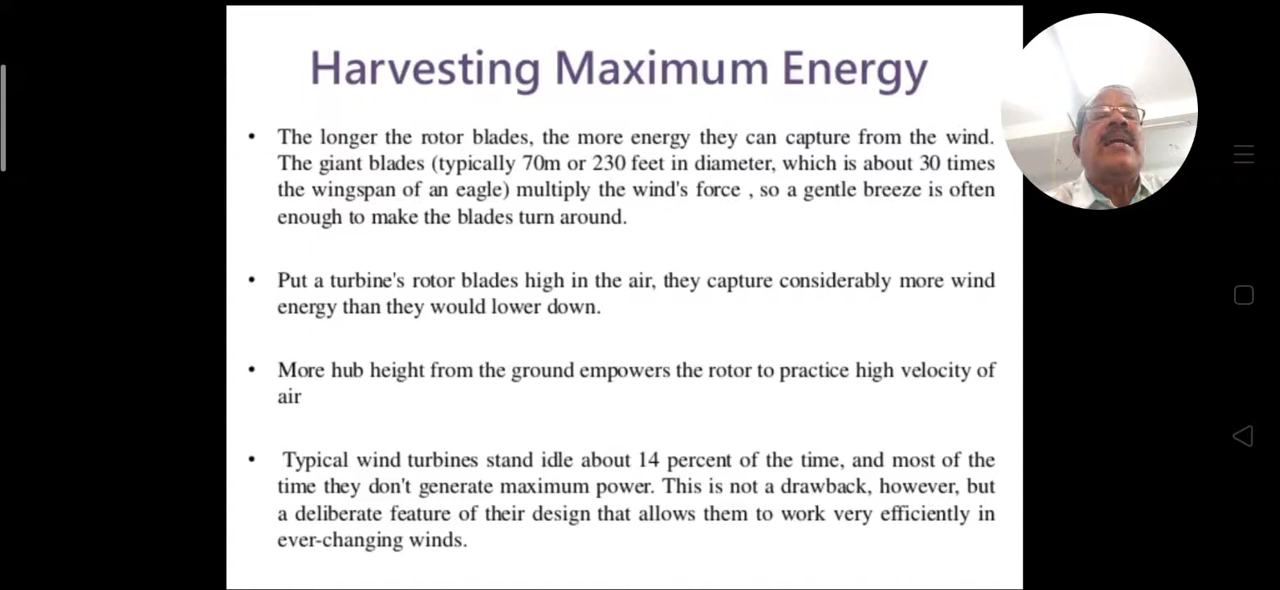 Harvesting Maximum Energy
• The longer the rotor blades, the more energy they can capture from the wind.
The giant blades (typically 70m or 230 feet in diameter, which is about 30 times
the wingspan of an eagle) multiply the wind's force , so a gentle breeze is often
enough to make the blades turn around.
• Put a turbine's rotor blades high in the air, they capture considerably more wind
energy than they would lower down.
• More hub height from the ground empowers the rotor to practice high velocity of
air
• Typical wind turbines stand idle about 14 percent of the time, and most of the
time they don't generate maximum power. This is not a drawback, however, but
a deliberate feature of their design that allows them to work very efficiently in
ever-changing winds.